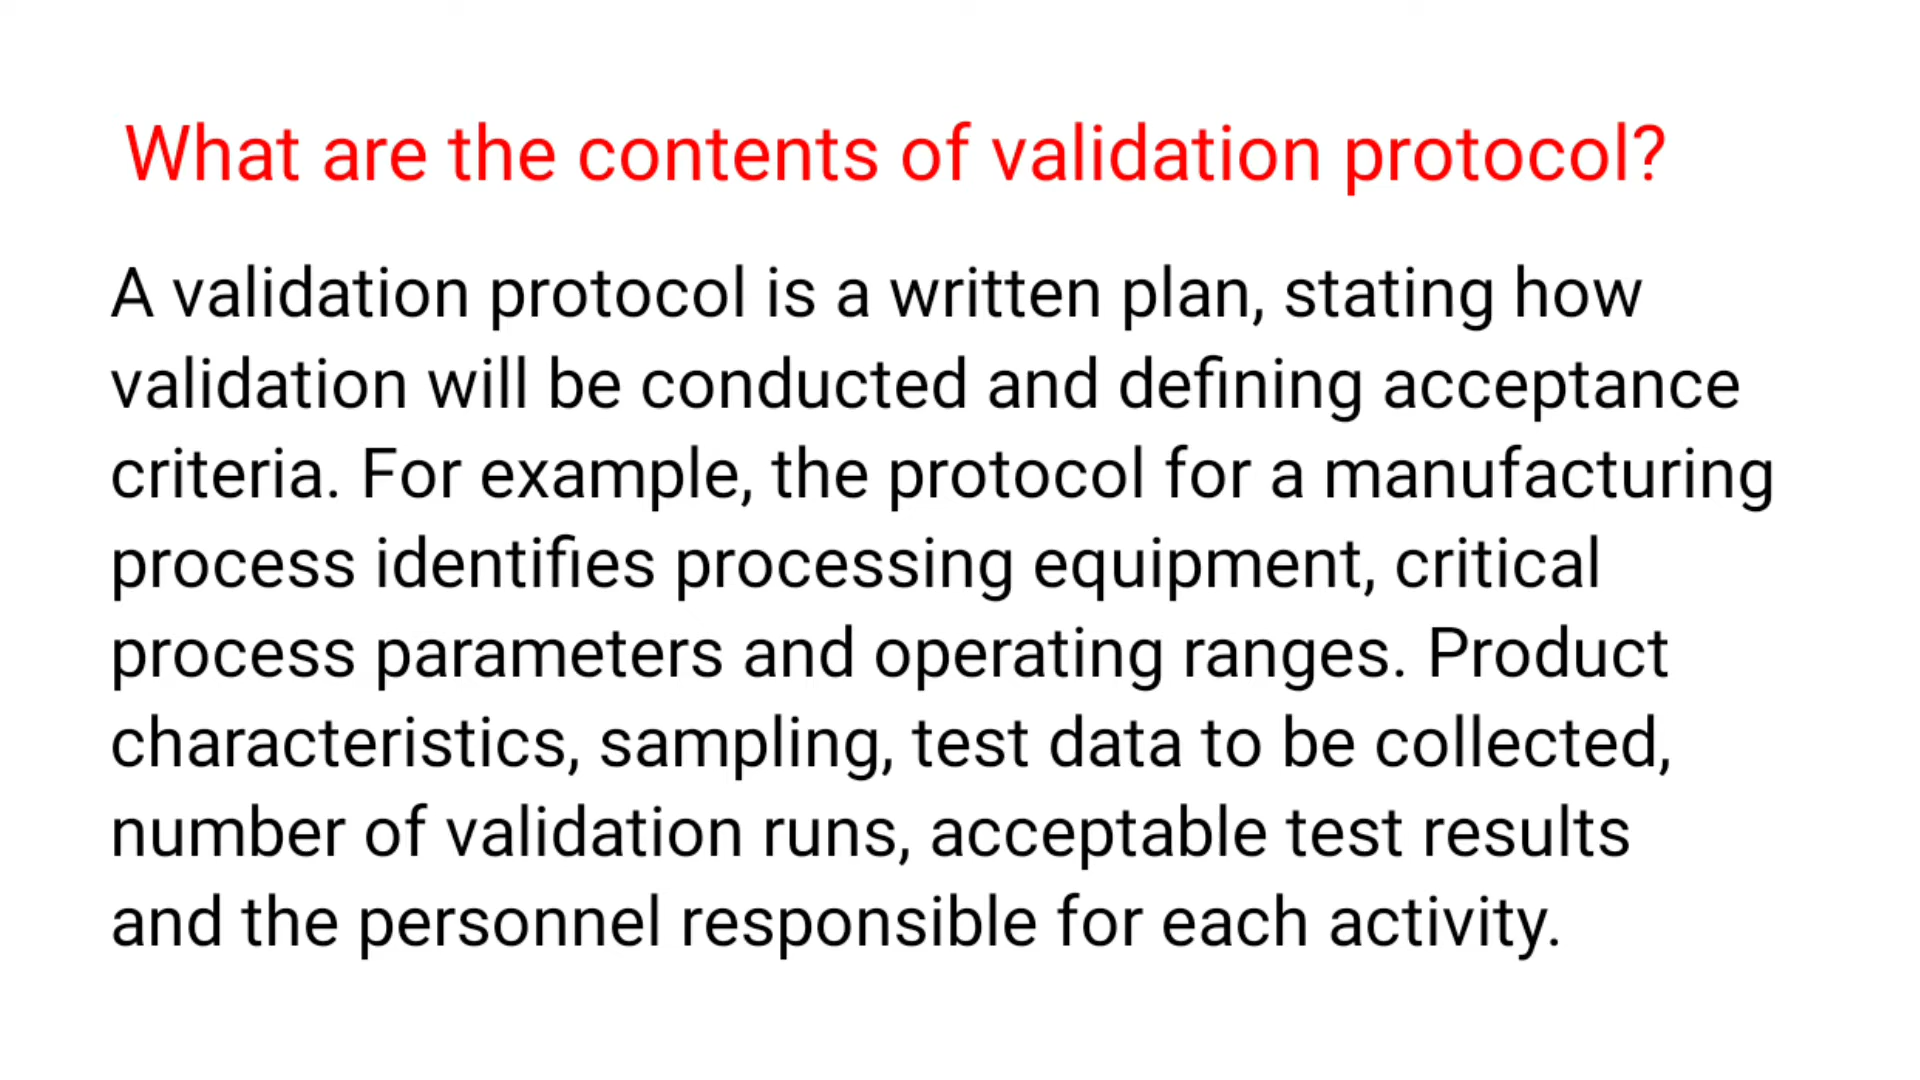 What are the contents of validation protocol?
A validation protocol is a written plan, stating how
validation will be conducted and defining acceptance
criteria. For example, the protocol for a manufacturing
process identifies processing equipment, critical
process parameters and operating ranges. Product
characteristics, sampling, test data to be collected,
number of validation runs, acceptable test results
and the personnel responsible for each activity.